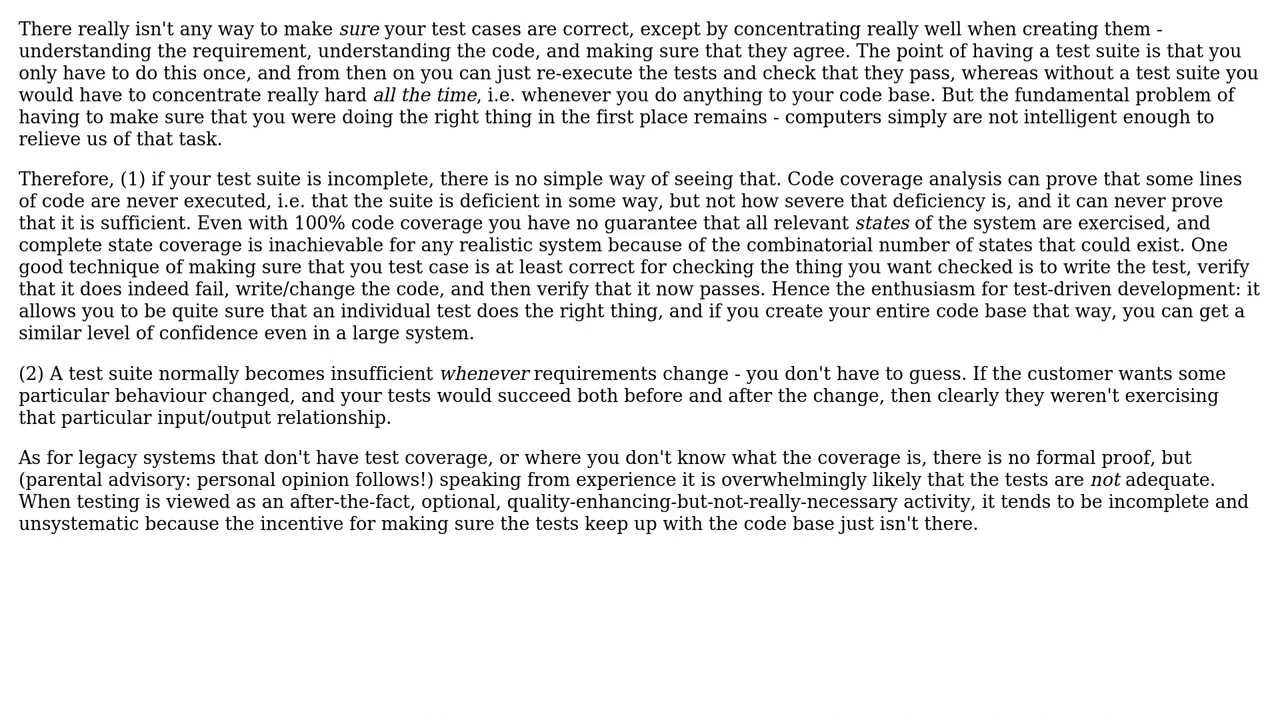 There really isn't any way to make sure your test cases are correct, except by concentrating really well when creating them -
understanding the requirement, understanding the code, and making sure that they agree. The point of having a test suite is that you
only have to do this once, and from then on you can just re-execute the tests and check that they pass, whereas without a test suite you
would have to concentrate really hard all the time, i.e. whenever you do anything to your code base. But the fundamental problem of
having to make sure that you were doing the right thing in the first place remains - computers simply are not intelligent enough to
relieve us of that task.
Therefore, (1) if your test suite is incomplete, there is no simple way of seeing that. Code coverage analysis can prove that some lines
of code are never executed, i.e. that the suite is deficient in some way, but not how severe that deficiency is, and it can never prove
that it is sufficient. Even with 100% code coverage you have no guarantee that all relevant states of the system are exercised, and
complete state coverage is inachievable for any realistic system because of the combinatorial number of states that could exist. One
good technique of making sure that you test case is at least correct for checking the thing you want checked is to write the test, verify
that it does indeed fail, write/change the code, and then verify that it now passes. Hence the enthusiasm for test-driven development: it
allows you to be quite sure that an individual test does the right thing, and if you create your entire code base that way, you can get a
similar level of confidence even in a large system.
(2) A test suite normally becomes insufficient whenever requirements change - you don't have to guess. If the customer wants some
particular behaviour changed, and your tests would succeed both before and after the change, then clearly they weren't exercising
that particular input/output relationship.
As for legacy systems that don't have test coverage, or where you don't know what the coverage is, there is no formal proof, but
(parental advisory: personal opinion follows!) speaking from experience it is overwhelmingly likely that the tests are not adequate.
When testing is viewed as an after-the-fact, optional, quality-enhancing-but-not-really-necessary activity, it tends to be incomplete and
unsystematic because the incentive for making sure the tests keep up with the code base just isn't there.